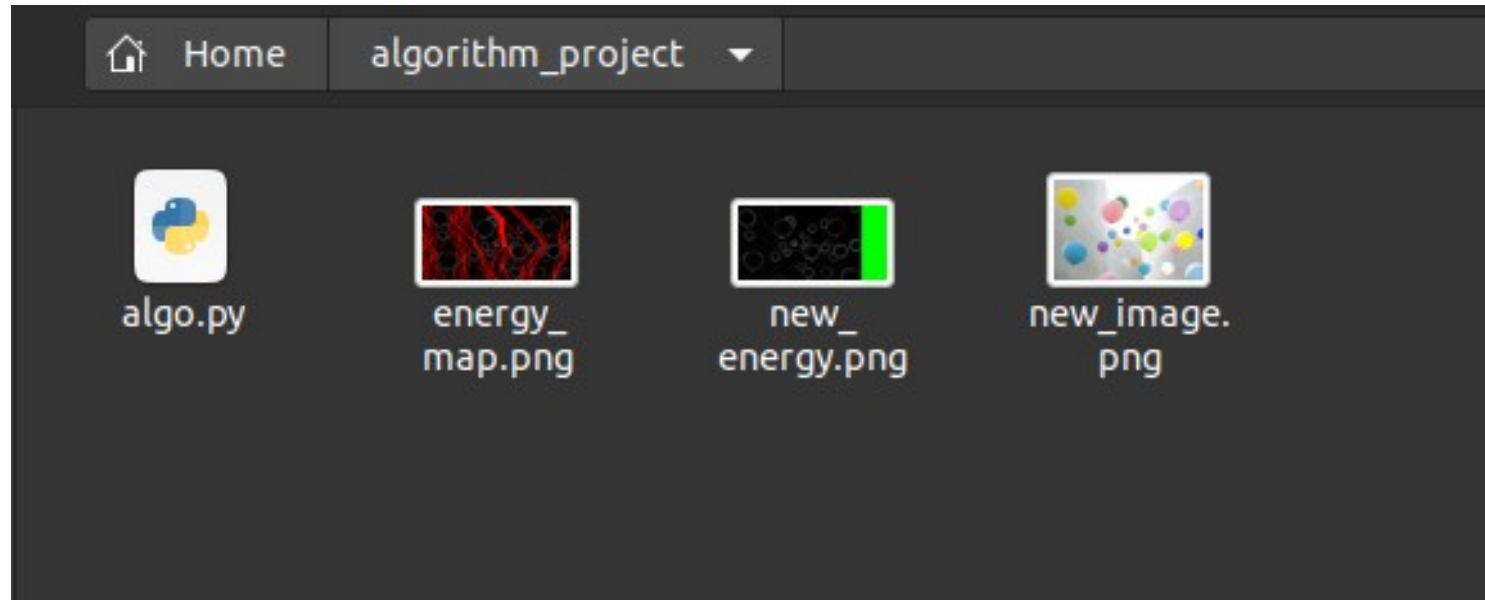 Home algorithm_project
algo.py
energy_
map.png
new_
energy.png
new_image.
png